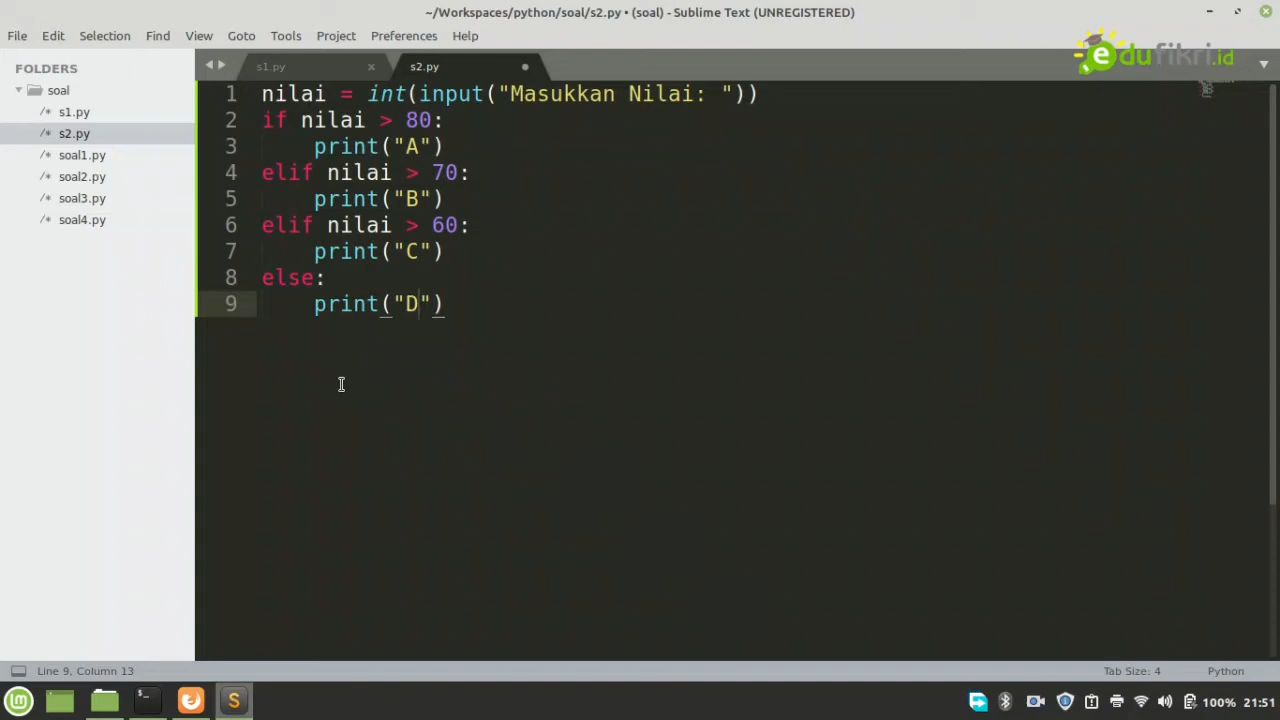 ~/Workspaces/python/soal/s2.py • (soal) - Sublime Text (UNREGISTERED)
File Edit Selection Find View Goto Tools Project Preferences Help
edufikri.id
FOLDERS
soal
/* s1.py
/* s2.py
/* soal1.py
/* soal2.py
/* soal3.py
/* soal4.py
s1.py
s2.py
1 nilai = int(input("Masukkan Nilai: "))
2 if nilai > 80:
3     print("A")
4 elif nilai > 70:
5     print("B")
6 elif nilai > 60:
7     print("C")
8 else:
9     print("D")
Line 9, Column 13
Tab Size: 4
Python
100% 21:51